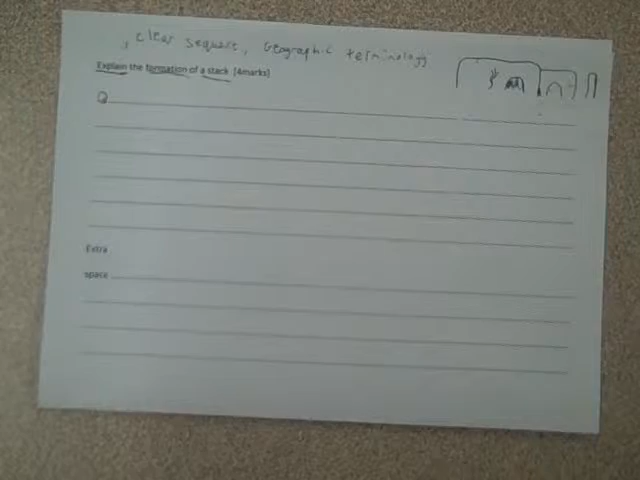 , clear sequence, Geographic terminology
Explain the formation of a stack [4marks]
Extra
space